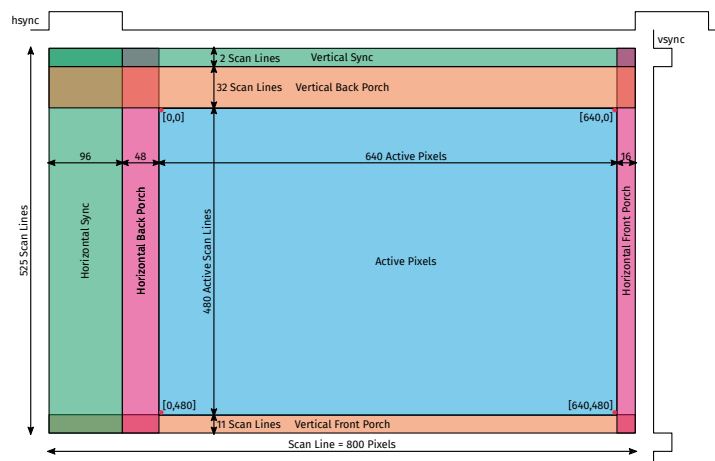 hsync
vsync
2 Scan Lines Vertical Sync
32 Scan Lines Vertical Back Porch
[0,0] [640,0]
96 48 640 Active Pixels 16
525 Scan Lines
Horizontal Sync
Horizontal Back Porch
480 Active Scan Lines
Active Pixels
Horizontal Front Porch
[0,480] [640,480]
11 Scan Lines Vertical Front Porch
Scan Line = 800 Pixels